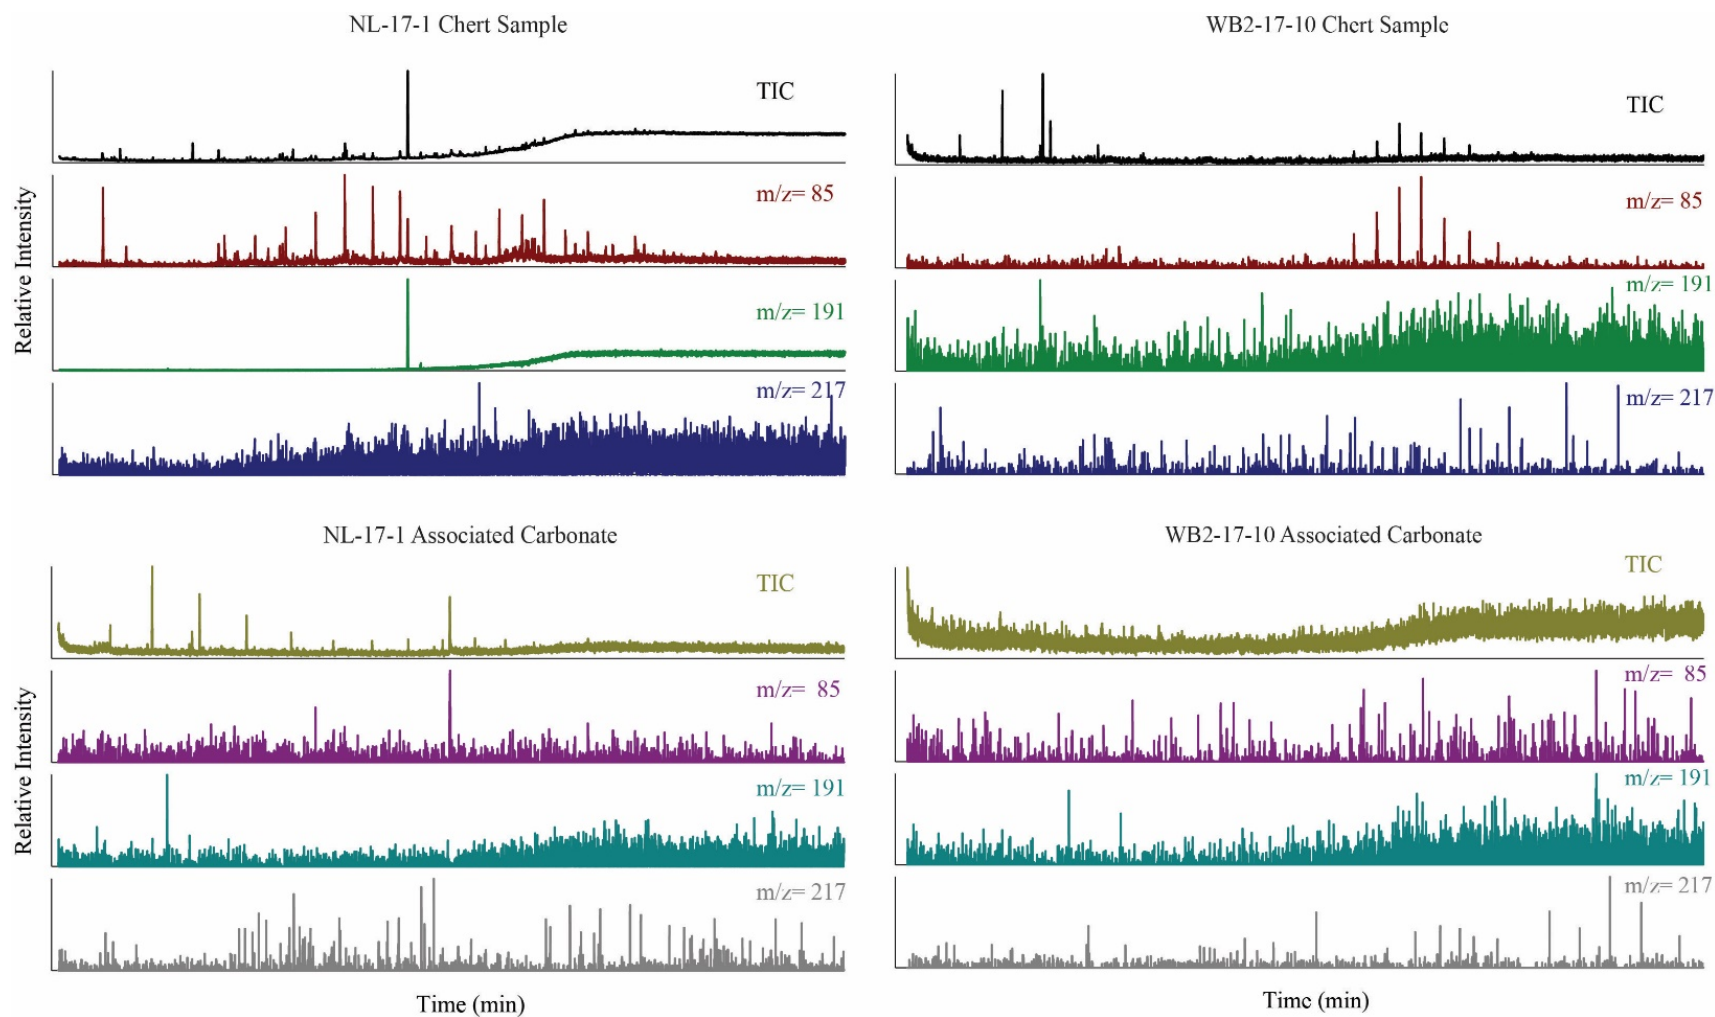 NL-17-1 Chert Sample
WB2-17-10 Chert Sample
TIC
TIC
m/z= 85
m/z= 85
m/z= 191
m/z= 191
m/z= 217
m/z= 217
Relative Intensity
NL-17-1 Associated Carbonate
WB2-17-10 Associated Carbonate
TIC
TIC
m/z= 85
m/z= 85
m/z= 191
m/z= 191
m/z= 217
m/z= 217
Relative Intensity
Time (min)
Time (min)